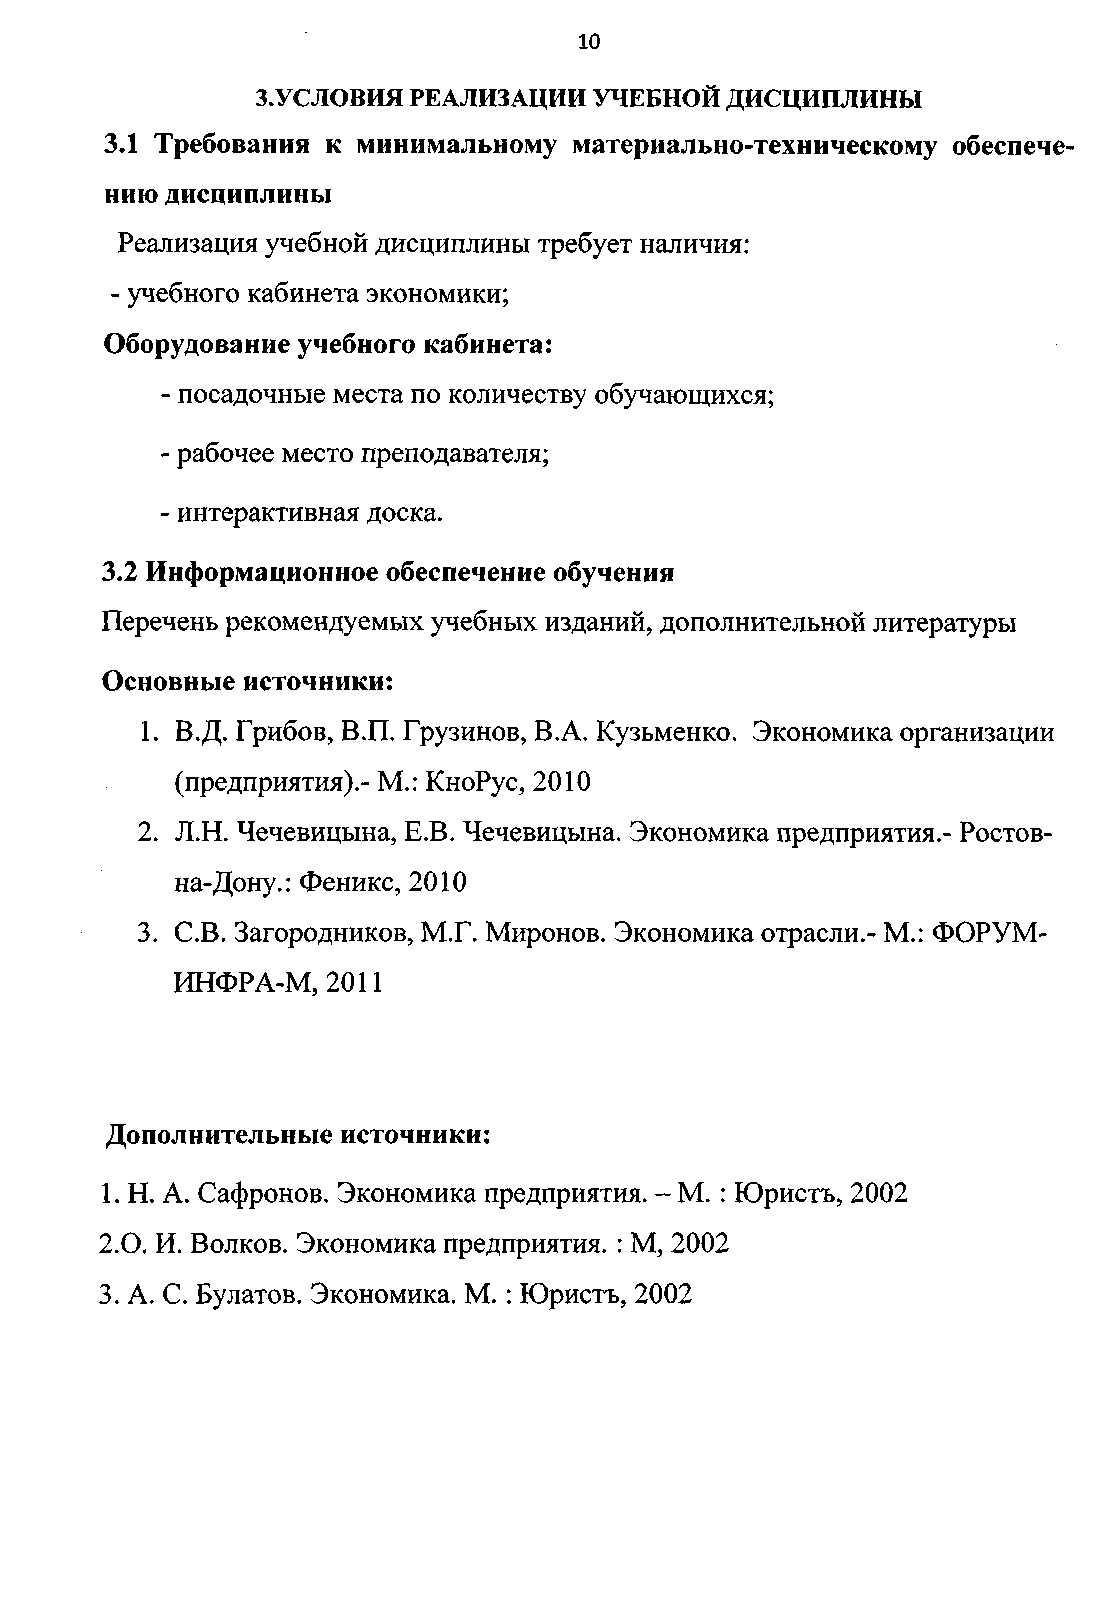 10
3.УСЛОВИЯ РЕАЛИЗАЦИИ УЧЕБНОЙ ДИСЦИПЛИНЫ
3.1 Требования к минимальному материально-техническому обеспече-
нию дисциплины
Реализация учебной дисциплины требует наличия:
- учебного кабинета экономики;
Оборудование учебного кабинета:
- посадочные места по количеству обучающихся;
- рабочее место преподавателя;
- интерактивная доска.
3.2 Информационное обеспечение обучения
Перечень рекомендуемых учебных изданий, дополнительной литературы
Основные источники:
1. В.Д. Грибов, В.П. Грузинов, В.А. Кузьменко. Экономика организации
(предприятия).- М.: КноРус, 2010
2. Л.Н. Чечевицына, Е.В. Чечевицына. Экономика предприятия.- Ростов-
на-Дону.: Феникс, 2010
3. С.В. Загородников, М.Г. Миронов. Экономика отрасли.- М.: ФОРУМ-
ИНФРА-М, 2011
Дополнительные источники:
1. Н. А. Сафронов. Экономика предприятия. – М. : Юристъ, 2002
2.О. И. Волков. Экономика предприятия. : М, 2002
3. А. С. Булатов. Экономика. М. : Юристъ, 2002